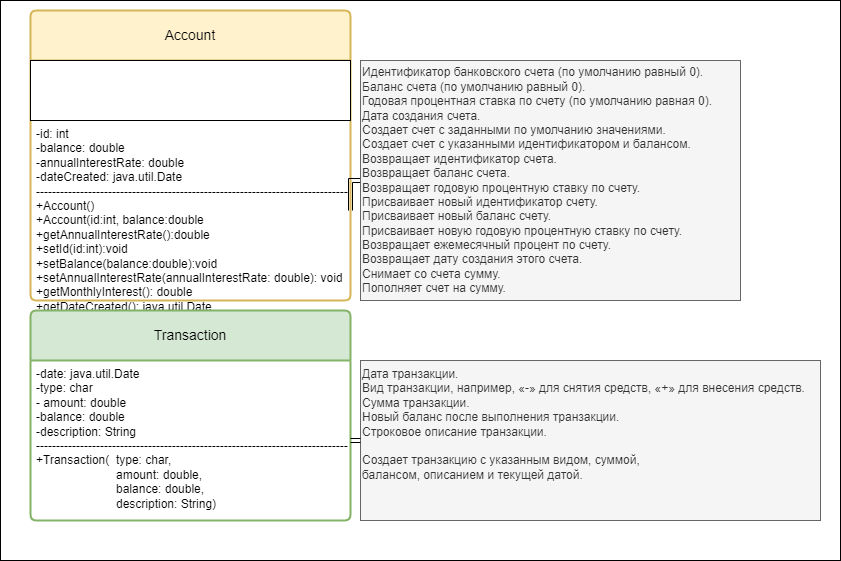 Account
-id: int
-balance: double
-annualInterestRate: double
-dateCreated: java.util.Date
+Account()
+Account(id:int, balance:double
+getAnnualInterestRate():double
+setId(id:int):void
+setBalance(balance:double):void
+setAnnualInterestRate(annualInterestRate: double): void
+getMonthlyInterest(): double
+getDateCreated(): java.util.Date
Идентификатор банковского счета (по умолчанию равный 0).
Баланс счета (по умолчанию равный 0).
Годовая процентная ставка по счету (по умолчанию равная 0).
Дата создания счета.
Создает счет с заданными по умолчанию значениями.
Создает счет с указанными идентификатором и балансом.
Возвращает идентификатор счета.
Возвращает баланс счета.
Возвращает годовую процентную ставку по счету.
Присваивает новый идентификатор счету.
Присваивает новый баланс счету.
Присваивает новую годовую процентную ставку по счету.
Возвращает ежемесячный процент по счету.
Возвращает дату создания этого счета.
Снимает со счета сумму.
Пополняет счет на сумму.
Transaction
-date: java.util.Date
-type: char
- amount: double
-balance: double
-description: String
+Transaction( type: char,
amount: double,
balance: double,
description: String)
Дата транзакции.
Вид транзакции, например, «-» для снятия средств, «+» для внесения средств.
Сумма транзакции.
Новый баланс после выполнения транзакции.
Строковое описание транзакции.
Создает транзакцию с указанным видом, суммой,
балансом, описанием и текущей датой.